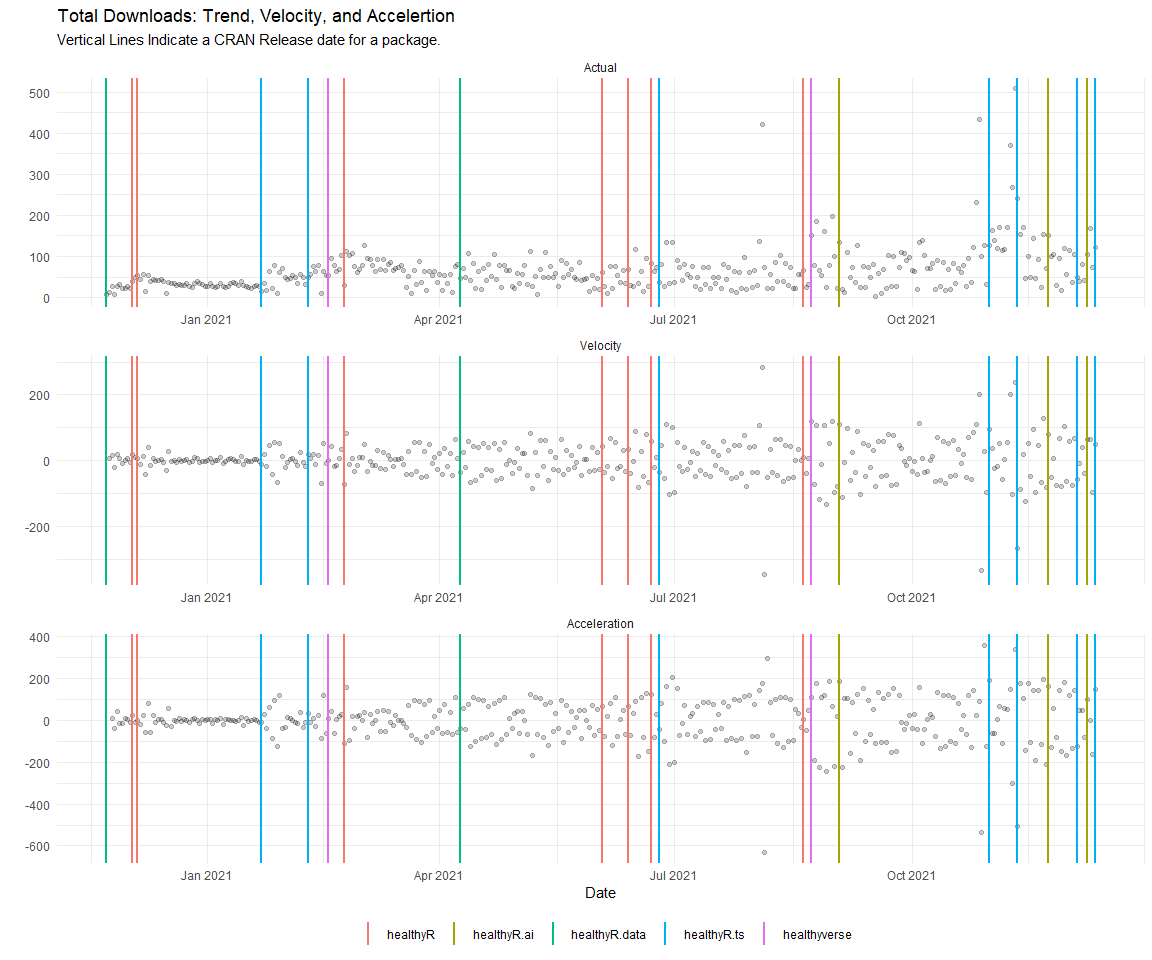 Total Downloads: Trend, Velocity, and Accelertion
Vertical Lines Indicate a CRAN Release date for a package.
Actual
500
400
300
200
100
0
Jan 2021 Apr 2021 Jul 2021 Oct 2021
Velocity
200
0
-200
Jan 2021 Apr 2021 Jul 2021 Oct 2021
Acceleration
400
200
0
-200
-400
-600
Jan 2021 Apr 2021 Jul 2021 Oct 2021
Date
healthyR healthyR.ai healthyR.data healthyR.ts healthyverse